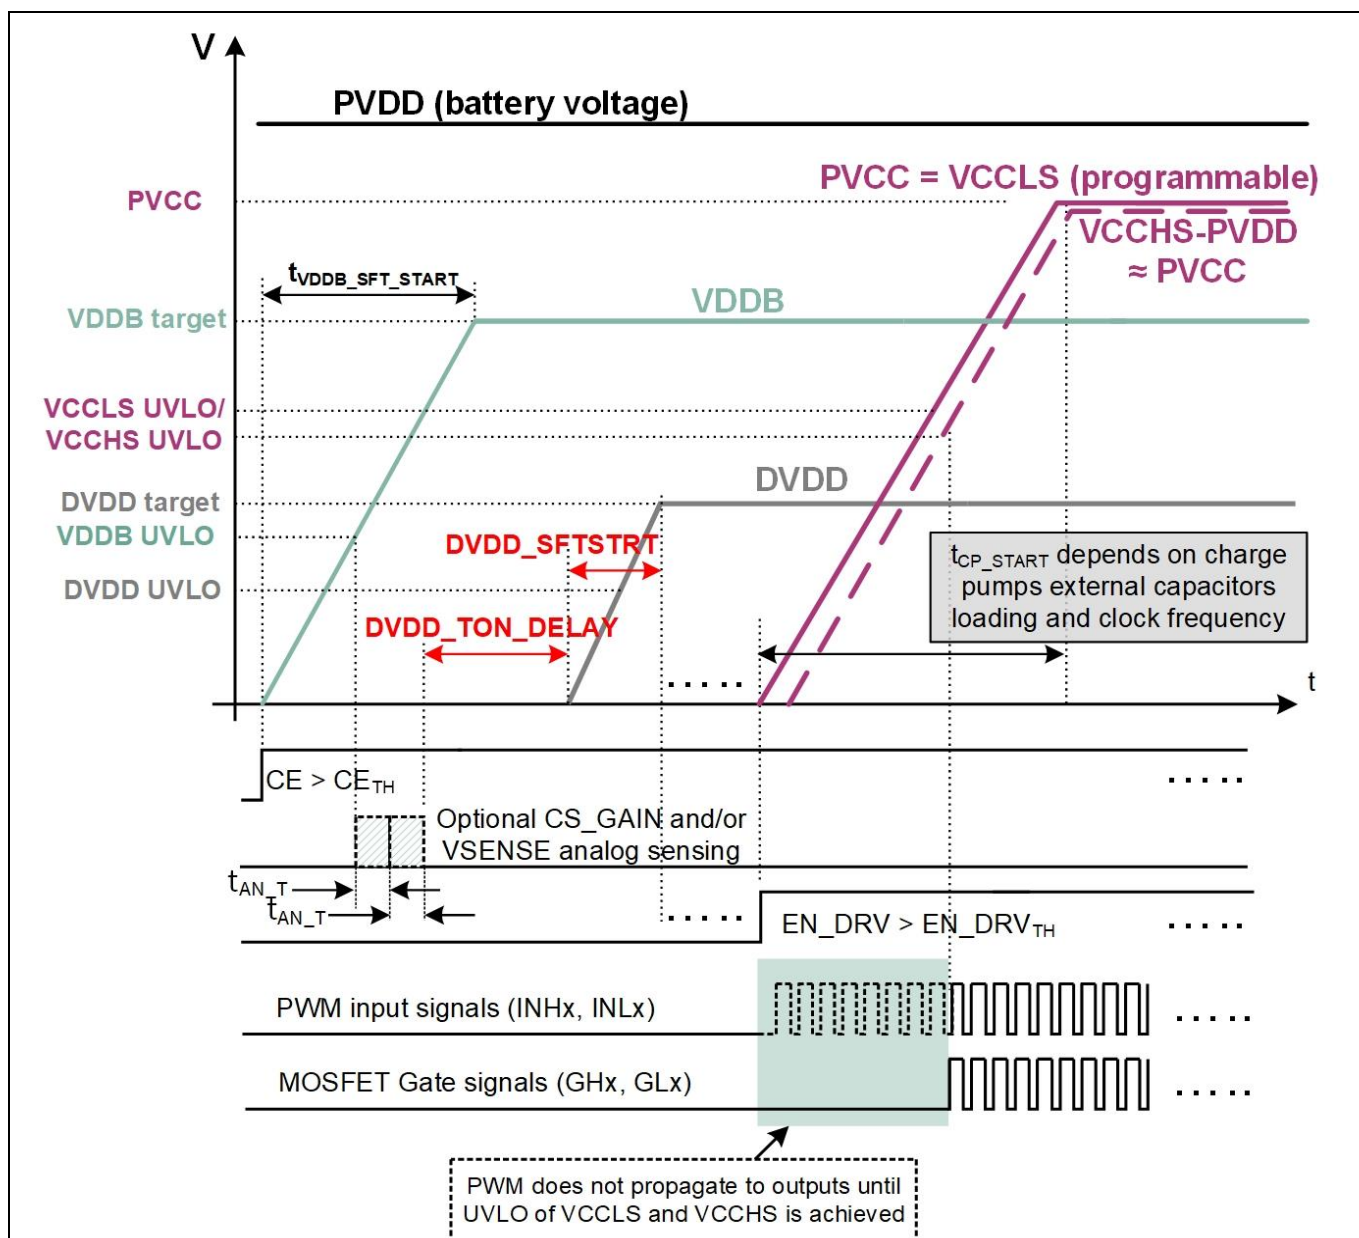 V
PVDD (battery voltage)
PVCC = VCCLS (programmable)
PVCC
VCCHS-PVDD
≈ PVCC
tVDDB_SFT_START
VDDB target
VDDB
VCCLS UVLO/
VCCHS UVLO
DVDD target
DVDD
VDDB UVLO
DVDD_SFTSTRT
DVDD UVLO
tCP_START depends on charge
pumps external capacitors
loading and clock frequency
DVDD_TON_DELAY
.....
t
CE > CETH
.....
Optional CS_GAIN and/or
VSENSE analog sensing
tAN_T
tAN_T
.....
EN_DRV > EN_DRVTH
.....
PWM input signals (INHx, INLx)
.....
MOSFET Gate signals (GHx, GLx)
.....
PWM does not propagate to outputs until
UVLO of VCCLS and VCCHS is achieved